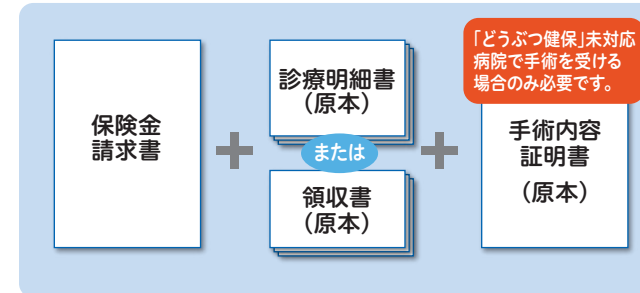 保険金
請求書
診療明細書
（原本）
または
領収書
（原本）
「どうぶつ健保」未対応
病院で手術を受ける
場合のみ必要です。
手術内容
証明書
（原本）